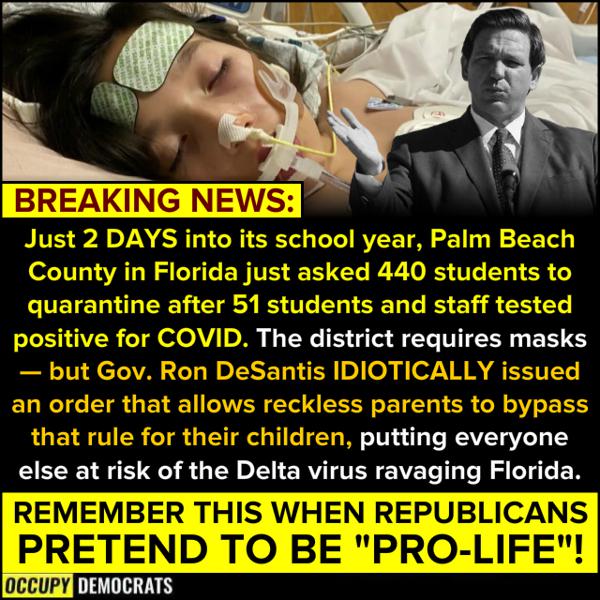 BREAKING NEWS:
Just 2 DAYS into its school year, Palm Beach
County in Florida just asked 440 students to
quarantine after 51 students and staff tested
positive for COVID. The district requires masks
— but Gov. Ron DeSantis IDIOTICALLY issued
an order that allows reckless parents to bypass
that rule for their children, putting everyone
else at risk of the Delta virus ravaging Florida.
REMEMBER THIS WHEN REPUBLICANS
PRETEND TO BE "PRO-LIFE"!
OCCUPY DEMOCRATS